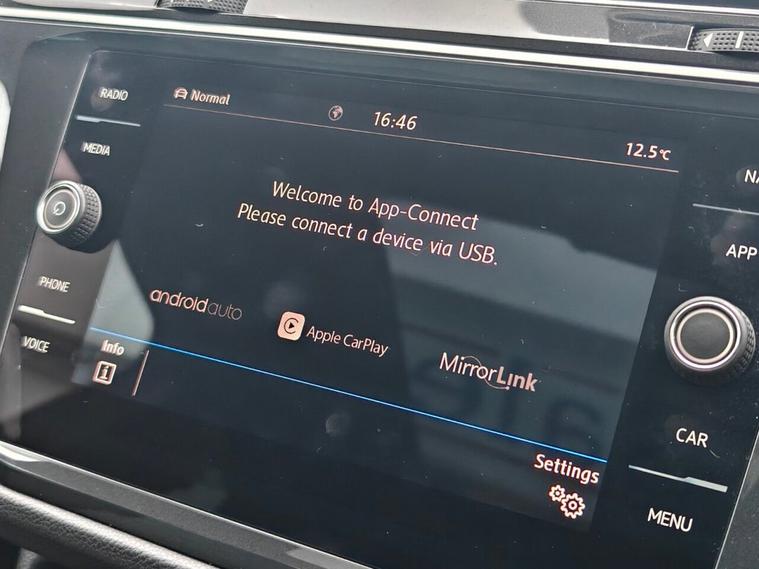 RADIO
MEDIA
PHONE
VOICE
Normal
16:46
12.5°C
Welcome to App-Connect
Please connect a device via USB.
androidauto
Apple CarPlay
MirrorLink
Info
i
Settings
APP
CAR
MENU